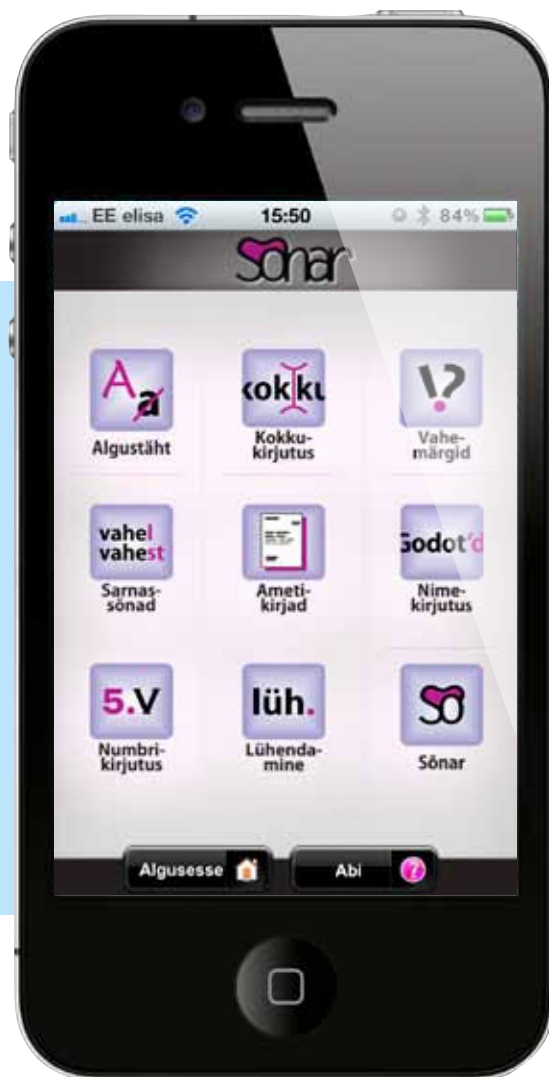 EE elisa 15:50 84%
Sõnar
Aa
kokku
!?
Algustäht
Kokku-
kirjutus
Vahe-
märgid
vahel
vahest
Godot'd
Sarnas-
sõnad
Ameti-
kirjad
Nime-
kirjutus
5.V
lüh.
Sõ
Numbri-
kirjutus
Lühenda-
mine
Sõnar
Algusesse
Abi ?